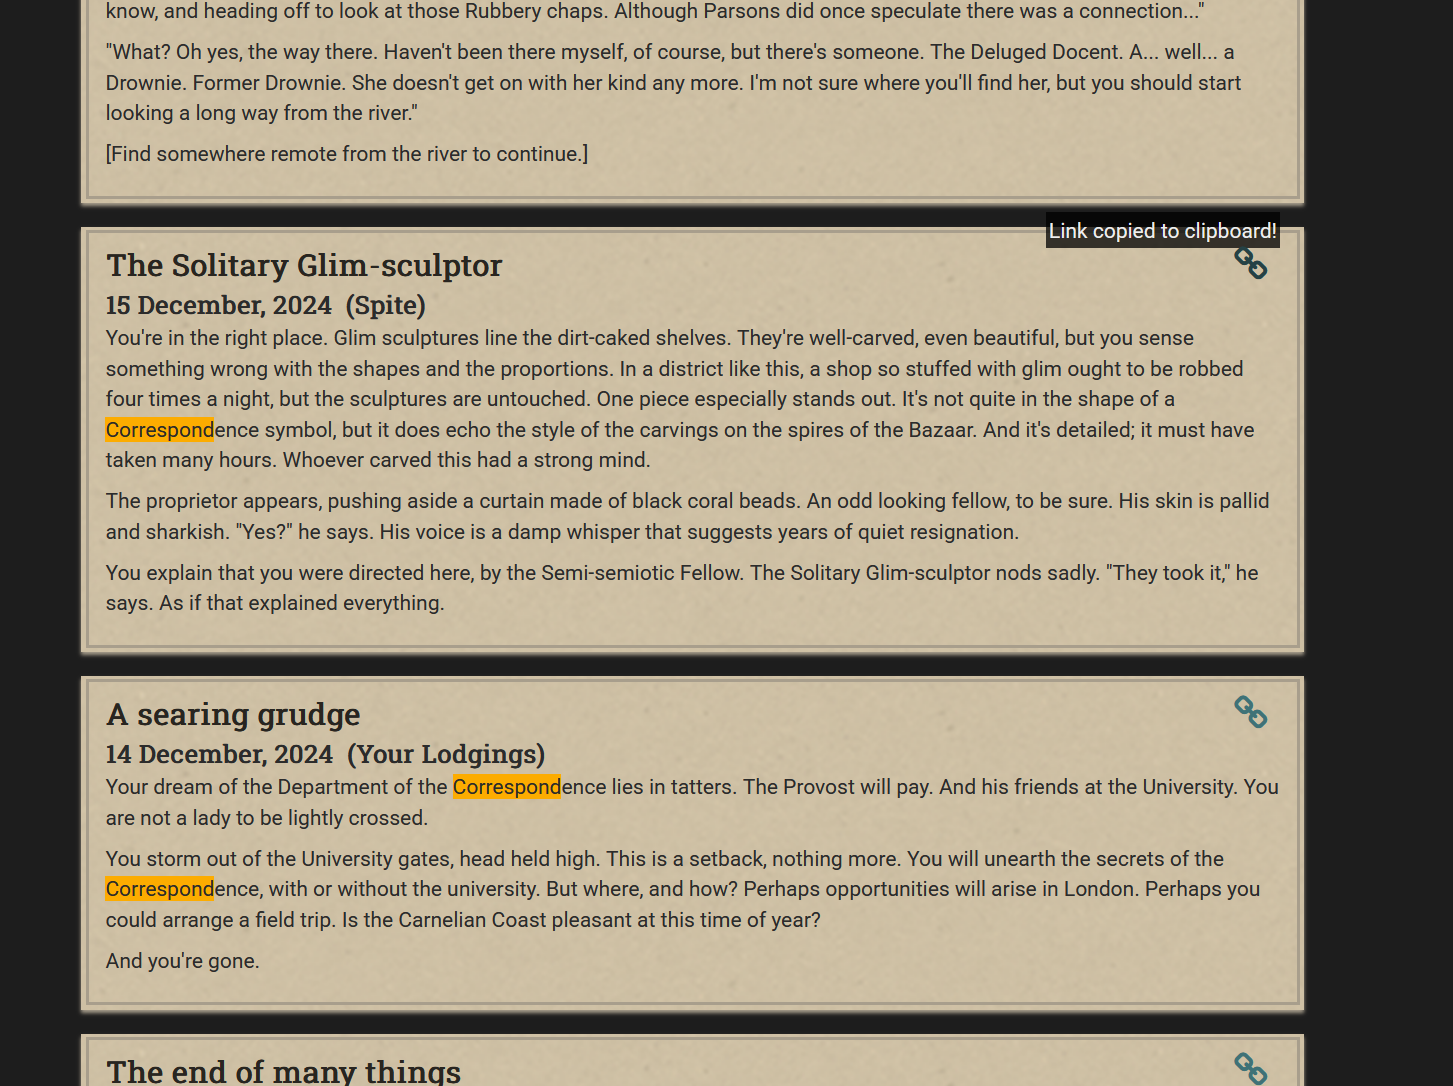 know, and heading off to look at those Rubbery chaps. Although Parsons did once speculate there was a connection..."
"What? Oh yes, the way there. Haven't been there myself, of course, but there's someone. The Deluged Docent. A... well... a
Drownie. Former Drownie. She doesn't get on with her kind any more. I'm not sure where you'll find her, but you should start
looking a long way from the river."
[Find somewhere remote from the river to continue.]
Link copied to clipboard!
The Solitary Glim-sculptor
15 December, 2024 (Spite)
You're in the right place. Glim sculptures line the dirt-caked shelves. They're well-carved, even beautiful, but you sense
something wrong with the shapes and the proportions. In a district like this, a shop so stuffed with glim ought to be robbed
four times a night, but the sculptures are untouched. One piece especially stands out. It's not quite in the shape of a
Correspondence symbol, but it does echo the style of the carvings on the spires of the Bazaar. And it's detailed; it must have
taken many hours. Whoever carved this had a strong mind.
The proprietor appears, pushing aside a curtain made of black coral beads. An odd looking fellow, to be sure. His skin is pallid
and sharkish. "Yes?" he says. His voice is a damp whisper that suggests years of quiet resignation.
You explain that you were directed here, by the Semi-semiotic Fellow. The Solitary Glim-sculptor nods sadly. "They took it," he
says. As if that explained everything.
A searing grudge
14 December, 2024 (Your Lodgings)
Your dream of the Department of the Correspondence lies in tatters. The Provost will pay. And his friends at the University. You
are not a lady to be lightly crossed.
You storm out of the University gates, head held high. This is a setback, nothing more. You will unearth the secrets of the
Correspondence, with or without the university. But where, and how? Perhaps opportunities will arise in London. Perhaps you
could arrange a field trip. Is the Carnelian Coast pleasant at this time of year?
And you're gone.
The end of many things